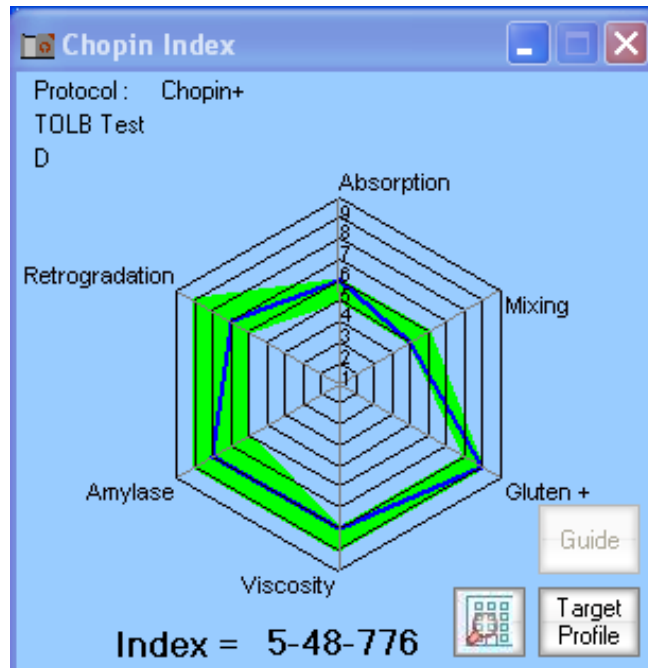 Chopin Index
Protocol : Chopin+
TOLB Test
D
Absorption
9
8
7
6
5
4
3
2
1
Retrogradation
Mixing
Amylase
Gluten +
Viscosity
Guide
Target
Profile
Index = 5-48-776